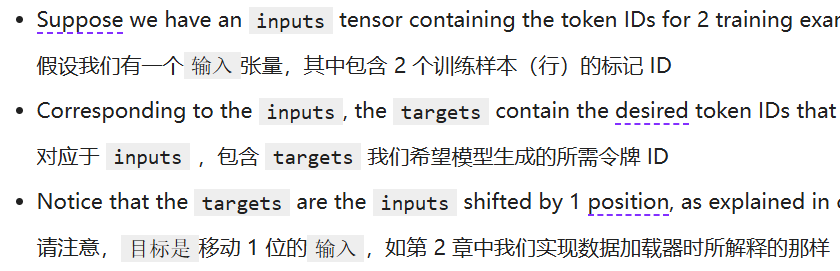 Suppose we have an inputs tensor containing the token IDs for 2 training
假设我们有一个 输入 张量，其中包含 2 个训练样本（行）的标记 ID
Corresponding to the inputs, the targets contain the desired token IDs that
对应于 inputs ，包含 targets 我们希望模型生成的所需令牌 ID
Notice that the targets are the inputs shifted by 1 position, as explained in
请注意， 目标是 移动 1 位的 输入 ，如第 2 章中我们实现数据加载器时所解释的那样